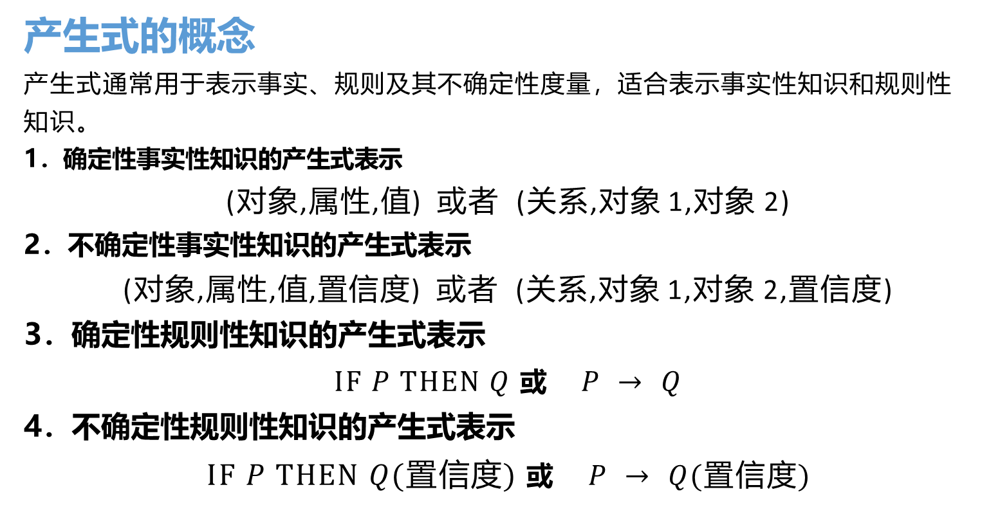 产生式的概念
产生式通常用于表示事实、规则及其不确定性度量，适合表示事实性知识和规则性
知识。
1. 确定性事实性知识的产生式表示
(对象,属性,值) 或者 (关系,对象 1,对象 2)
2. 不确定性事实性知识的产生式表示
(对象,属性,值,置信度) 或者 (关系,对象 1,对象 2,置信度)
3. 确定性规则性知识的产生式表示
IF P THEN Q 或 P → Q
4. 不确定性规则性知识的产生式表示
IF P THEN Q(置信度) 或 P → Q(置信度)